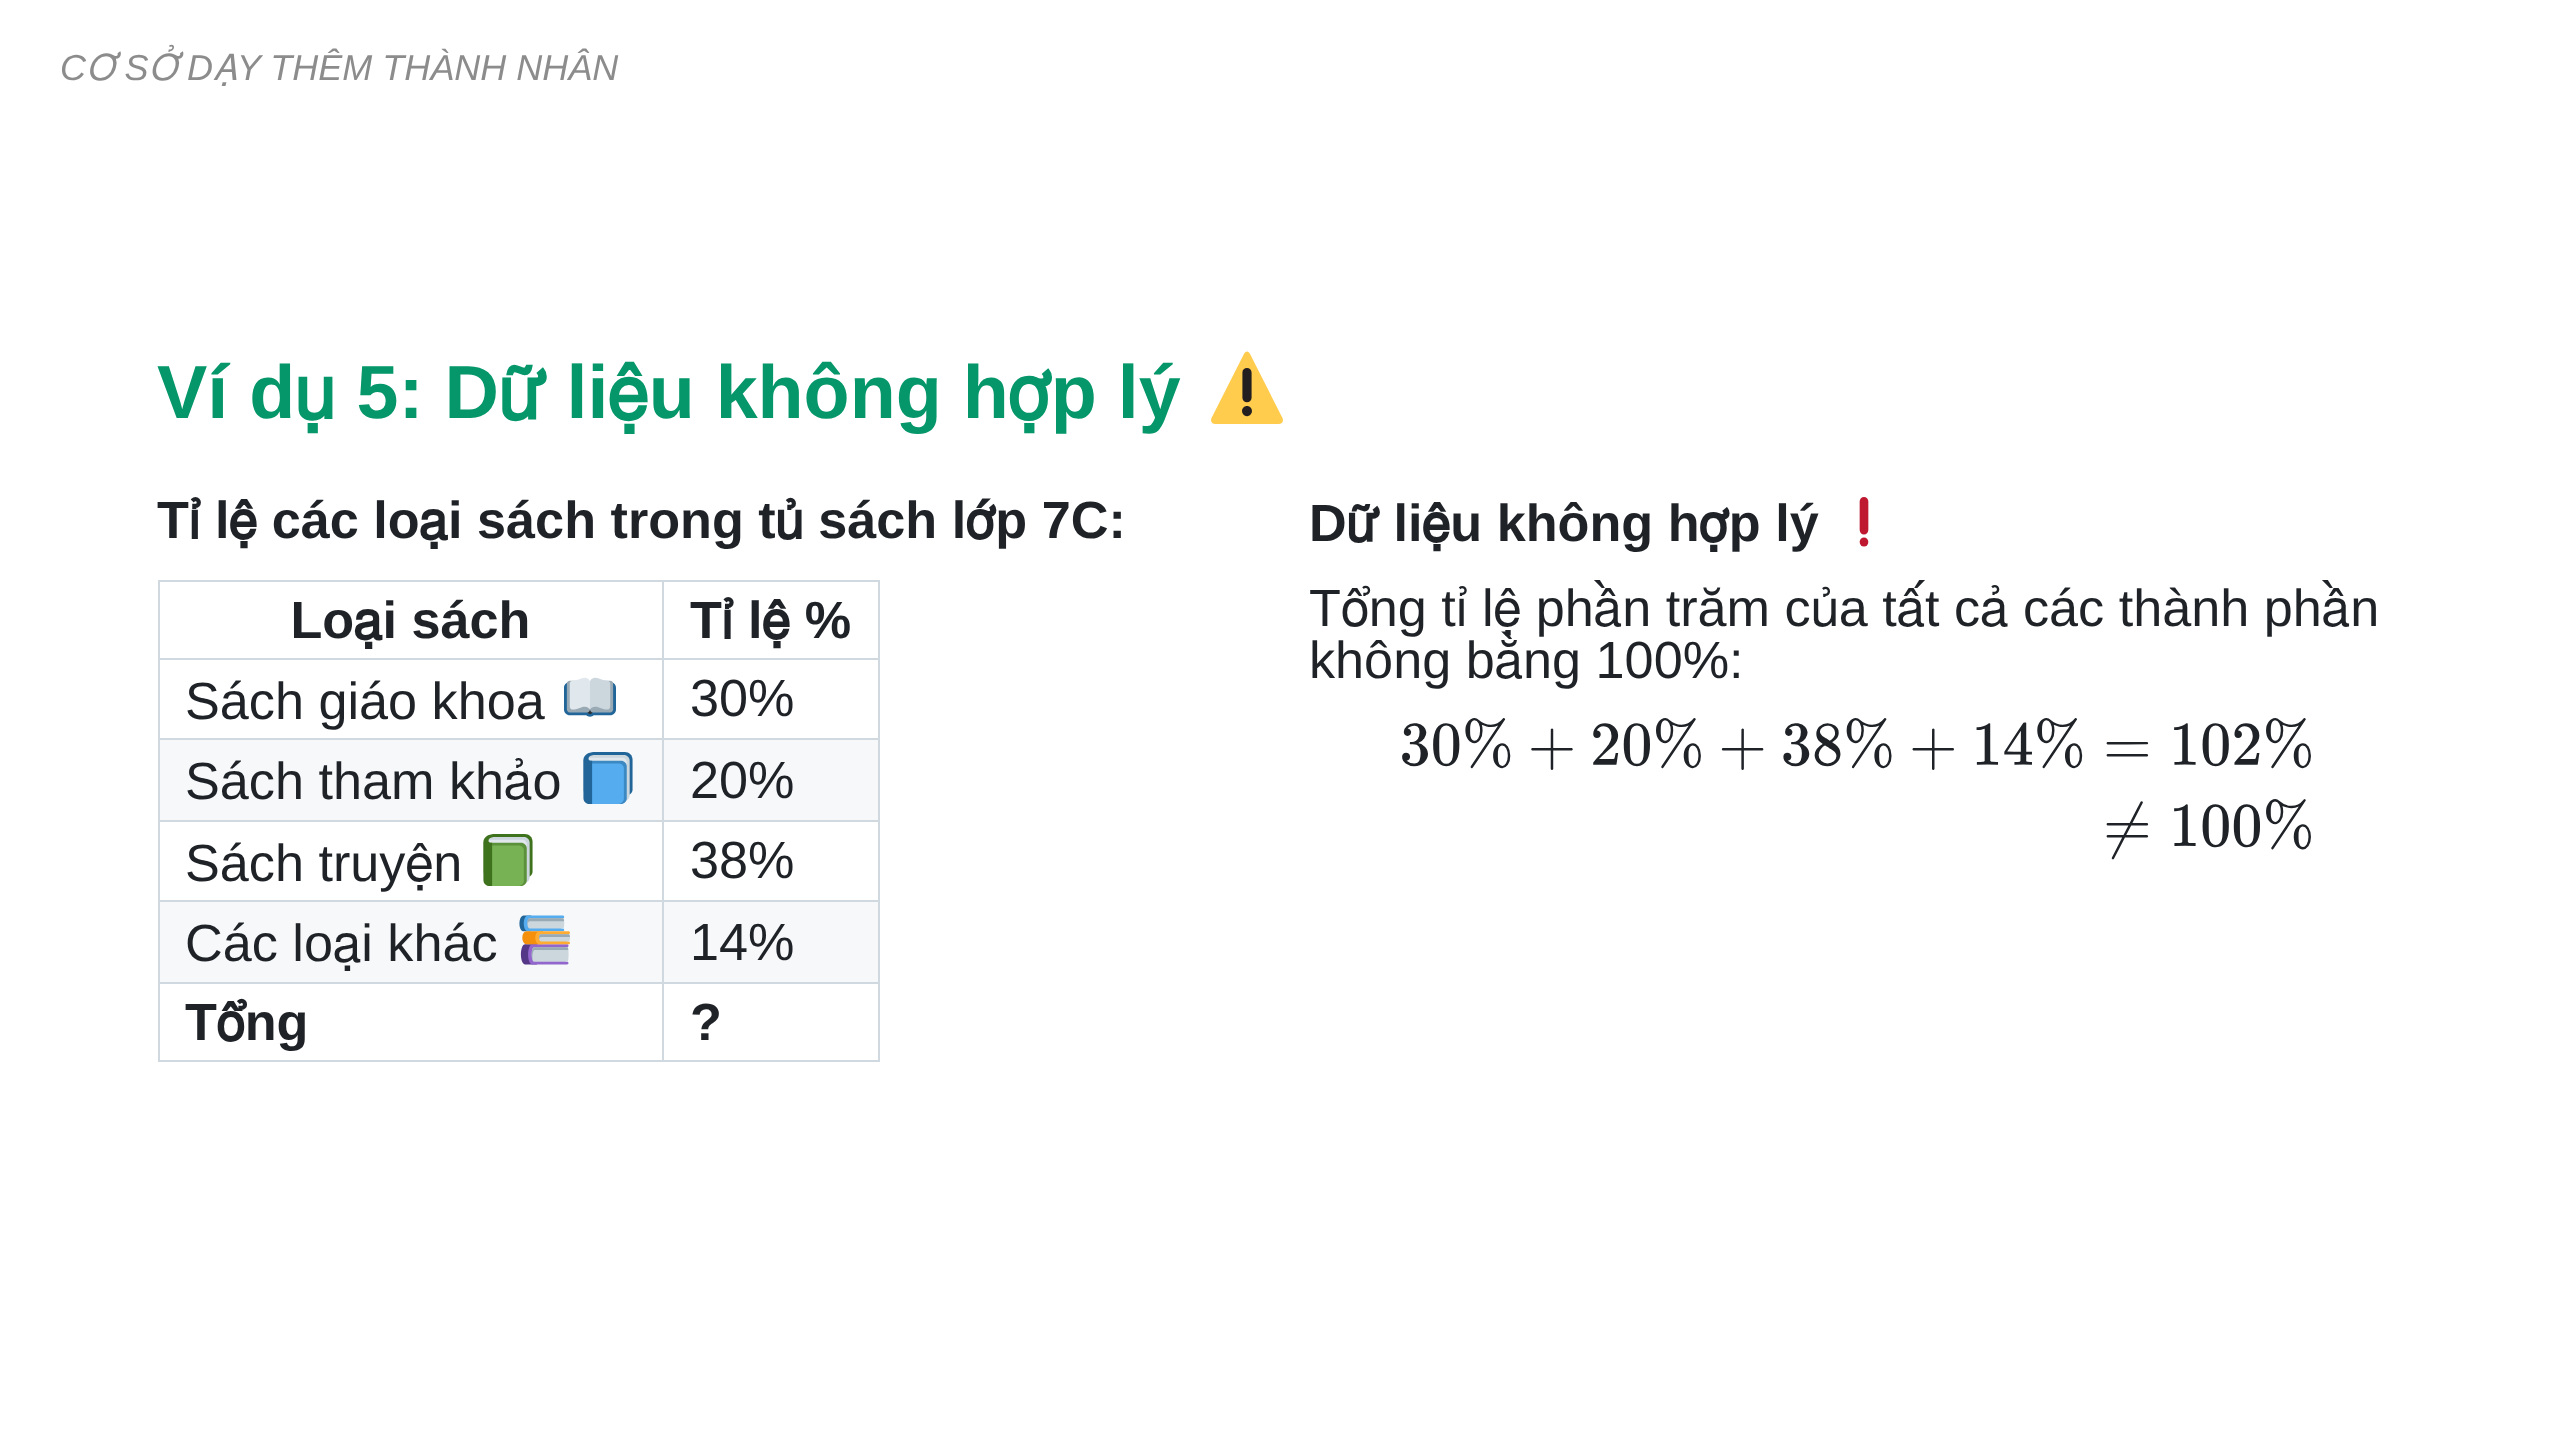 CƠ SỞ DẠY THÊM THÀNH NHÂN
Ví dụ 5: Dữ liệu không hợp lý ⚠️
Tỉ lệ các loại sách trong tủ sách lớp 7C:
Loại sách Tỉ lệ %
Sách giáo khoa 📖 30%
Sách tham khảo 📘 20%
Sách truyện 📗 38%
Các loại khác 📚 14%
Tổng ?
Dữ liệu không hợp lý ❗
Tổng tỉ lệ phần trăm của tất cả các thành phần
không bằng 100%:
30% + 20% + 38% + 14% = 102%
≠ 100%